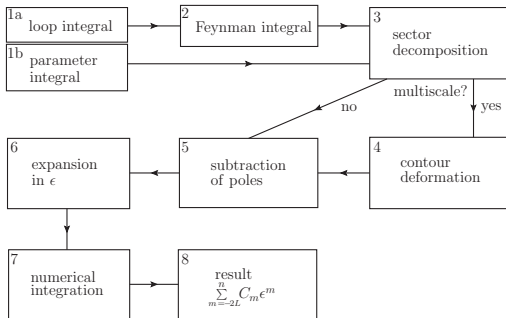 1a
loop integral
2
Feynman integral
3
sector
decomposition
1b
parameter
integral
multiscale?
no
yes
6
expansion
in ϵ
5
subtraction
of poles
4
contour
deformation
7
numerical
integration
8
result
n
∑ C_m ϵ^m
m=−2L